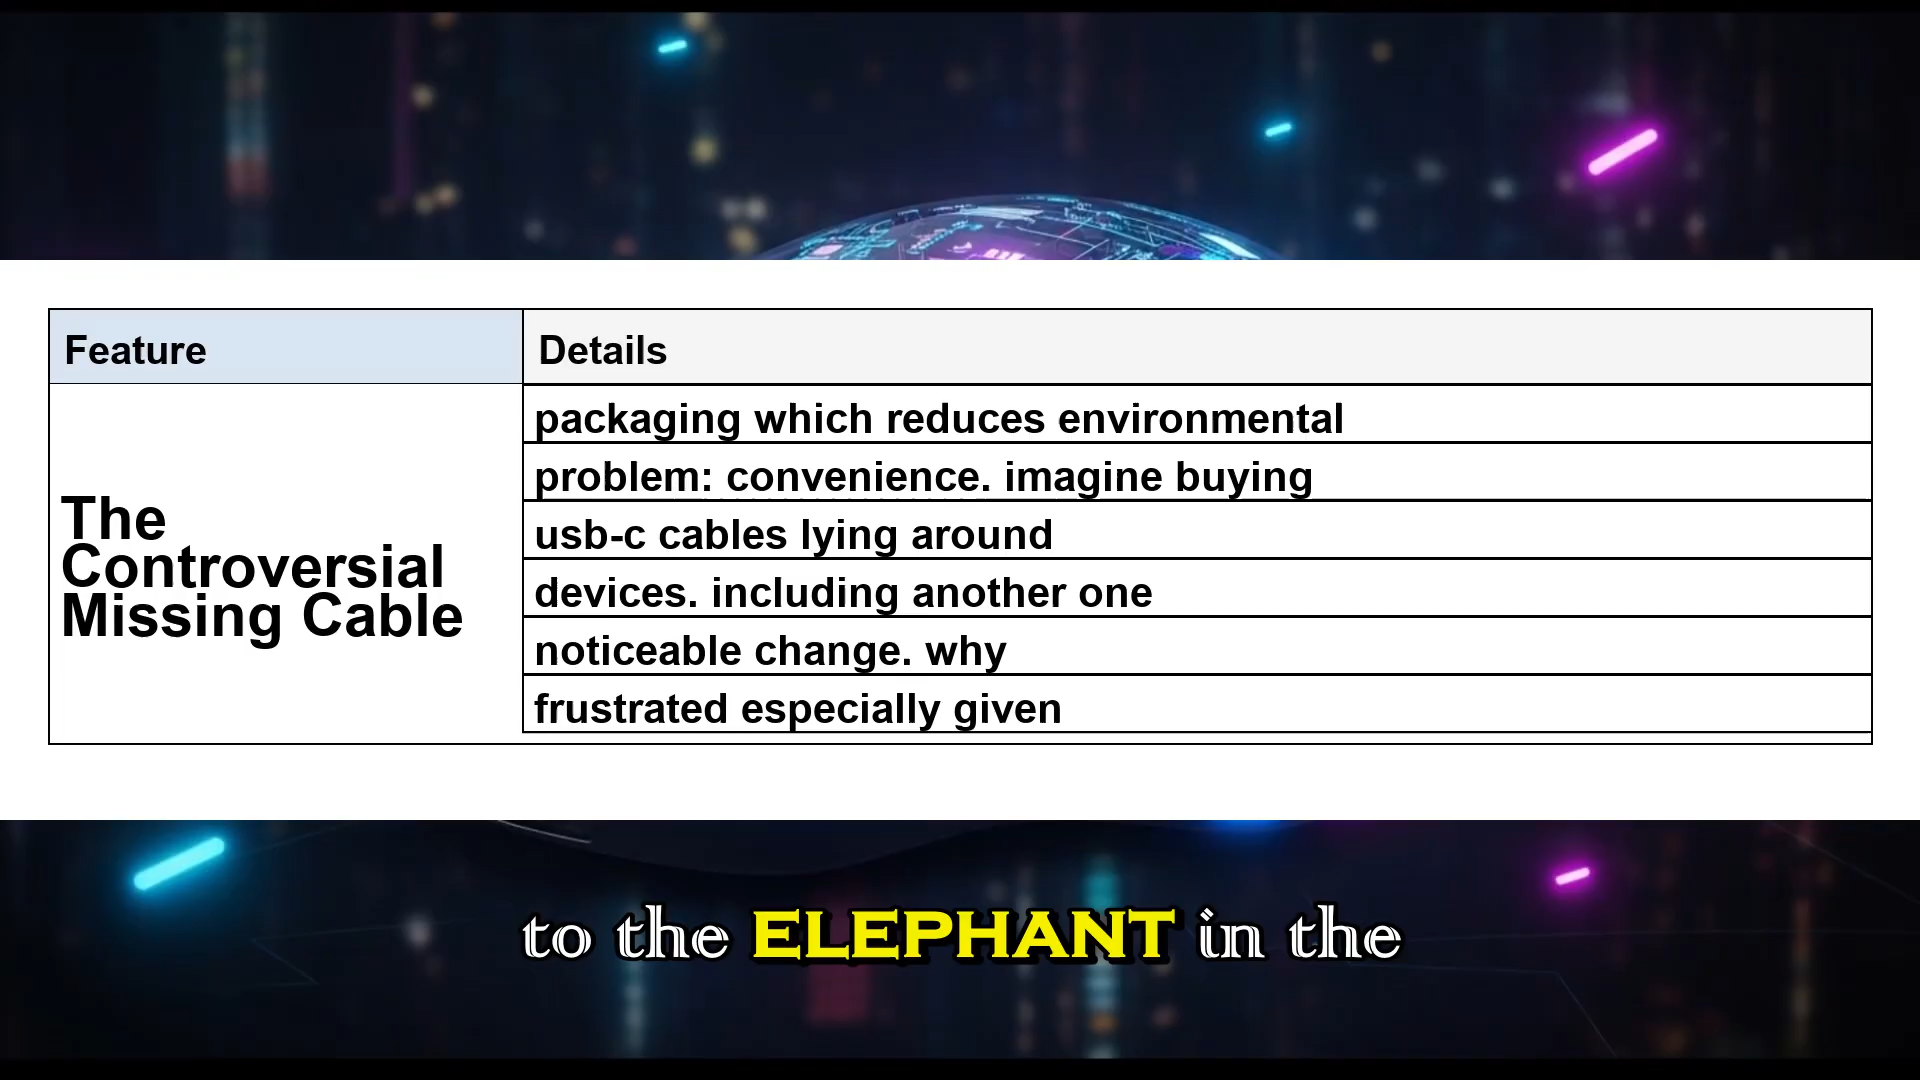 Feature
Details
The
Controversial
Missing Cable
packaging which reduces environmental
problem: convenience. imagine buying
usb-c cables lying around
devices. including another one
noticeable change. why
frustrated especially given
to the ELEPHANT in the